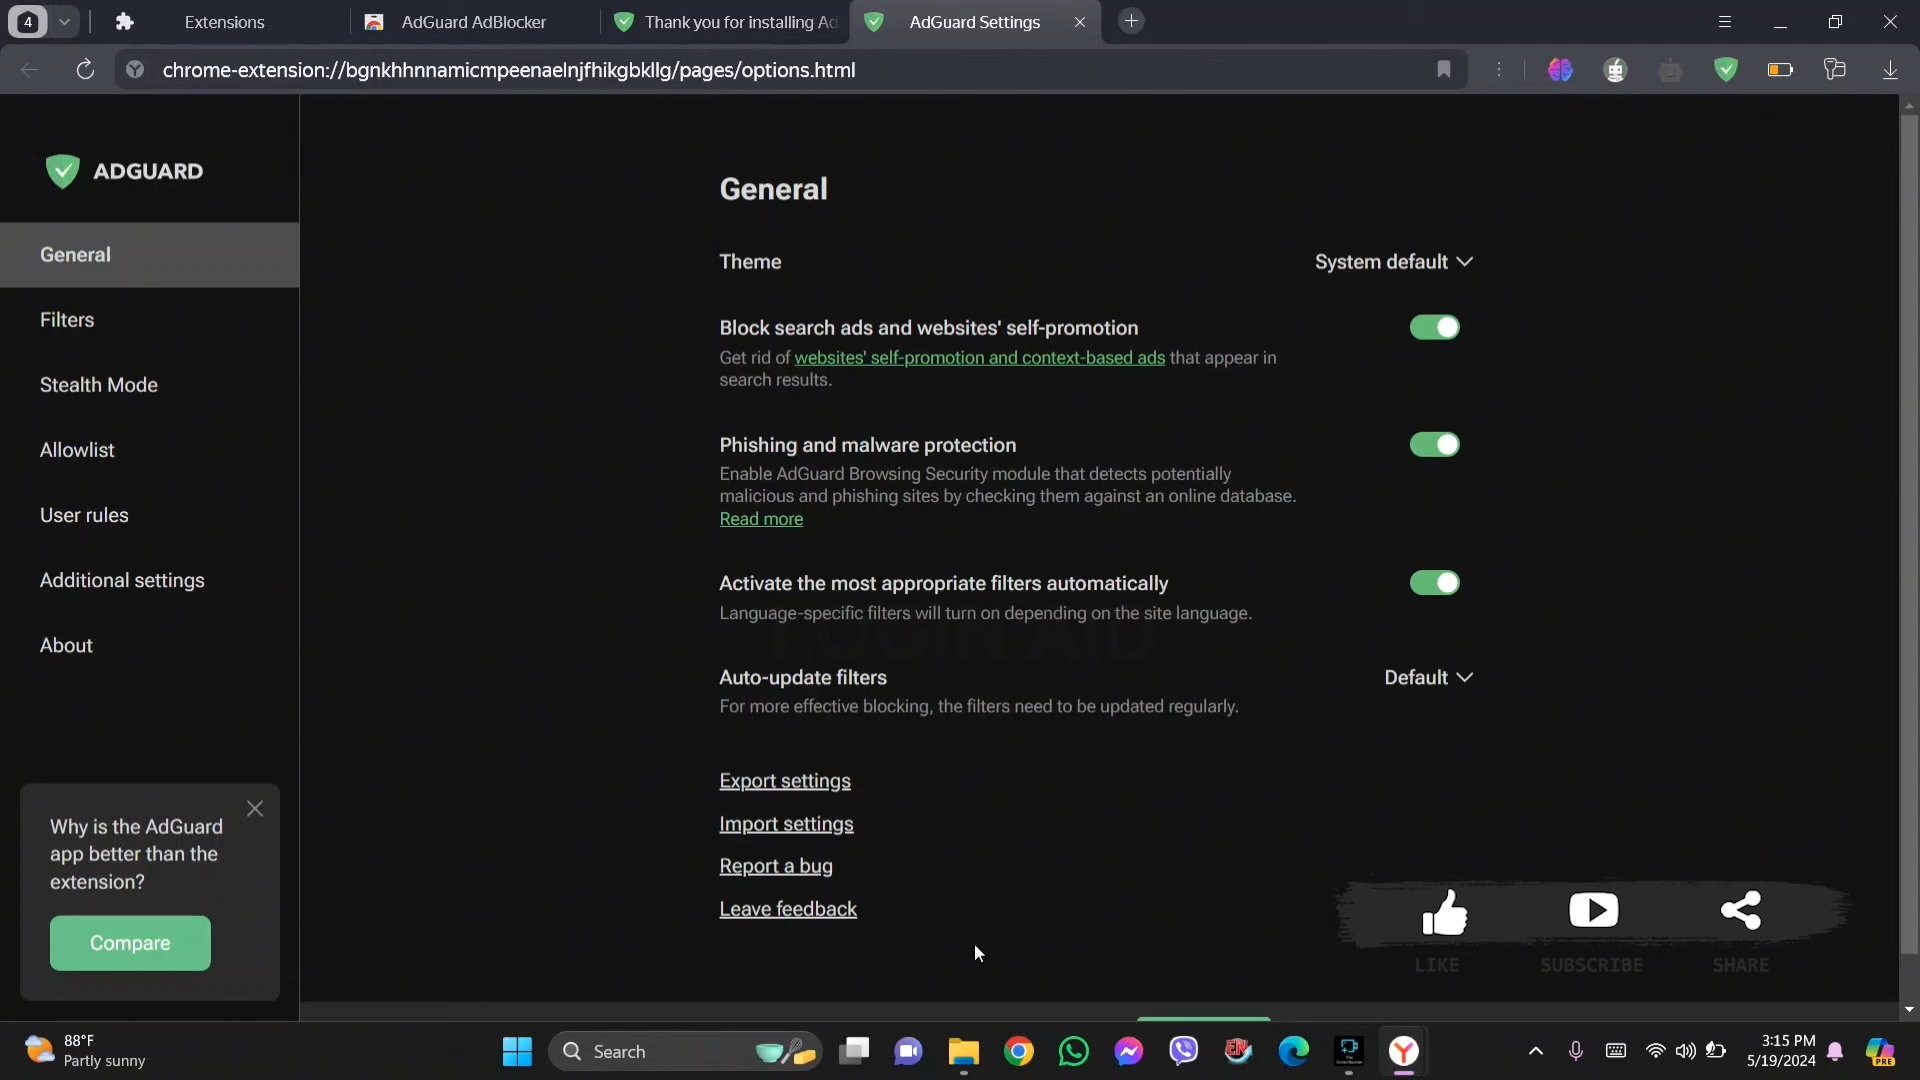 4
Extensions
AdGuard AdBlocker
Thank you for installing Ad
AdGuard Settings
chrome-extension://bgnkhhnnamicmpeenaelnjfhikgbkllg/pages/options.html
ADGUARD
General
Filters
Stealth Mode
Allowlist
User rules
Additional settings
About
Why is the AdGuard
app better than the
extension?
Compare
General
Theme
System default
Block search ads and websites' self-promotion
Get rid of websites' self-promotion and context-based ads that appear in
search results.
Phishing and malware protection
Enable AdGuard Browsing Security module that detects potentially
malicious and phishing sites by checking them against an online database.
Read more
Activate the most appropriate filters automatically
Language-specific filters will turn on depending on the site language.
LOGIN AID
Auto-update filters
Default
For more effective blocking, the filters need to be updated regularly.
Export settings
Import settings
Report a bug
Leave feedback
LIKE
SUBSCRIBE
SHARE
88°F
Partly sunny
Search
3:15 PM
5/19/2024
PRE